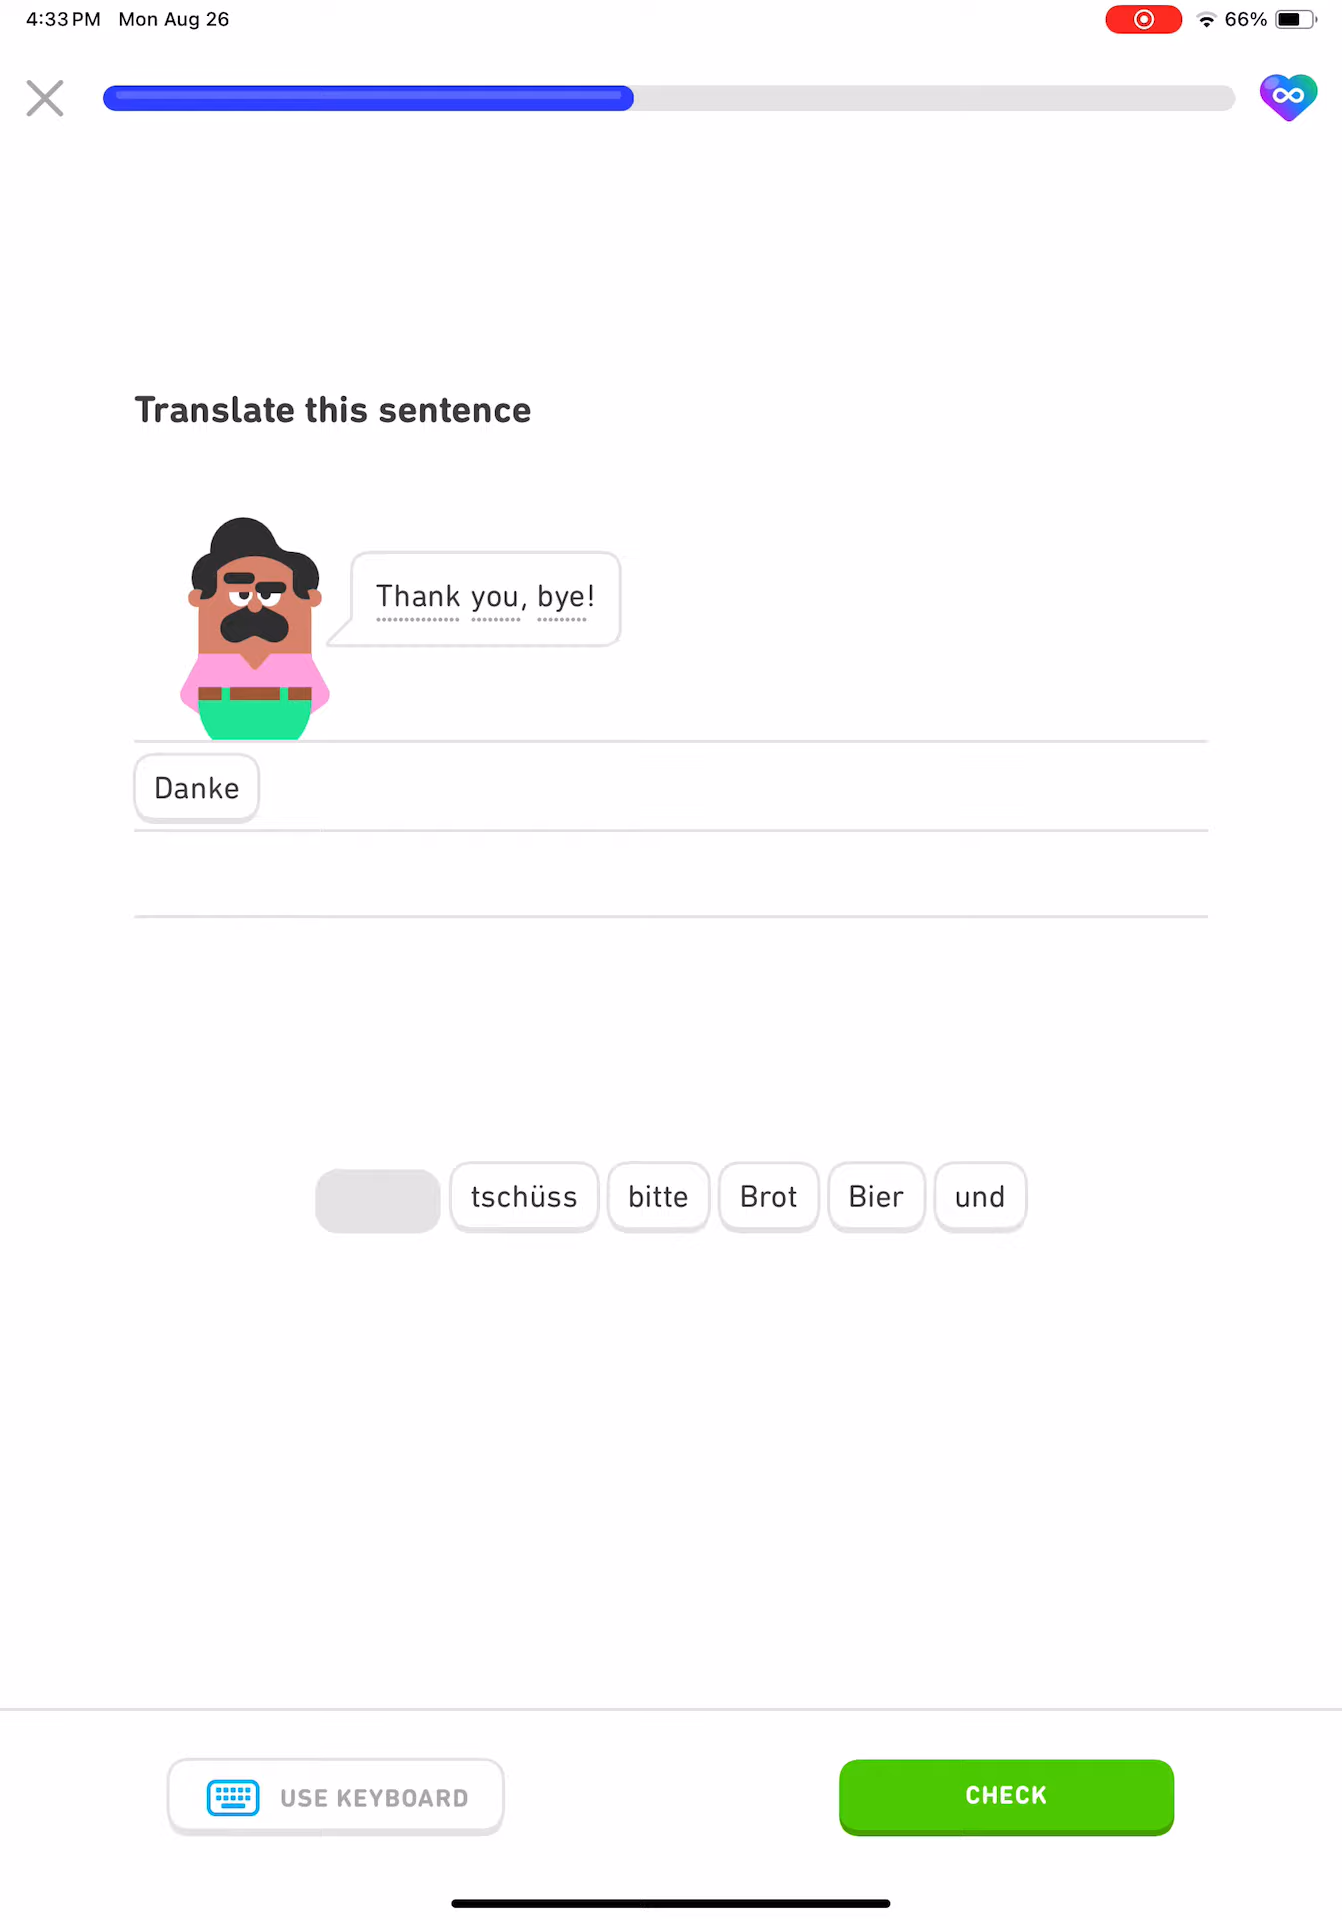 4:33 PM Mon Aug 26
66%
Translate this sentence
Thank you, bye!
Danke
tschüss bitte Brot Bier und
USE KEYBOARD
CHECK